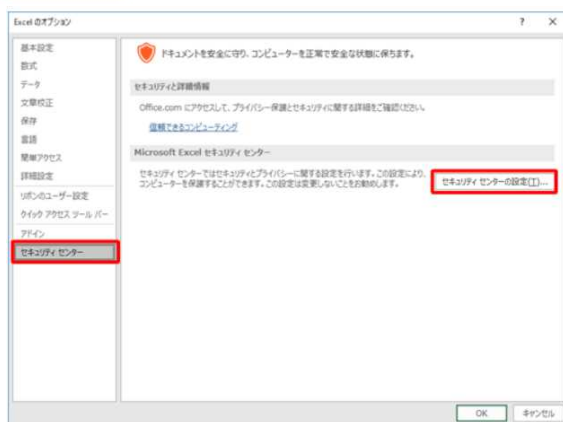 Excel のオプション
? ×
基本設定
数式
データ
文章校正
保存
言語
簡単アクセス
詳細設定
リボンのユーザー設定
クイック アクセス ツール バー
アドイン
セキュリティ センター
ドキュメントを安全に守り、コンピューターを正常で安全な状態に保ちます。
セキュリティと詳細情報
Office.com にアクセスして、プライバシー保護とセキュリティに関する詳細をご確認ください。
信頼できるコンピューティング
Microsoft Excel セキュリティ センター
セキュリティ センターではセキュリティとプライバシーに関する設定を行います。この設定により、
コンピューターを保護することができます。この設定は変更しないことをお勧めします。
セキュリティ センターの設定(T)...
OK
キャンセル